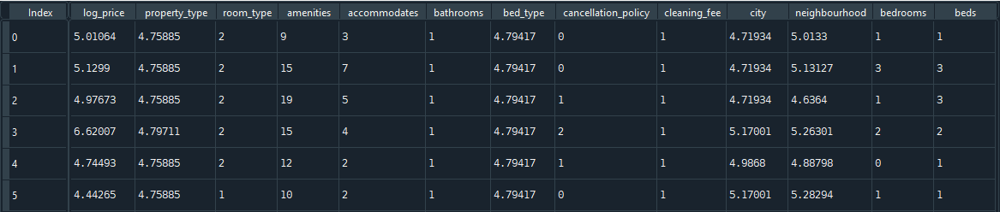 Index log_price property_type room_type amenities accommodates bathrooms bed_type cancellation_policy cleaning_fee city neighbourhood bedrooms beds
0 5.01064 4.75885 2 9 3 1 4.79417 0 1 4.71934 5.0133 1 1
1 5.1299 4.75885 2 15 7 1 4.79417 0 1 4.71934 5.13127 3 3
2 4.97673 4.75885 2 19 5 1 4.79417 1 1 4.71934 4.6364 1 3
3 6.62007 4.79711 2 15 4 1 4.79417 2 1 5.17001 5.26301 2 2
4 4.74493 4.75885 2 12 2 1 4.79417 1 1 4.9868 4.88798 0 1
5 4.44265 4.75885 1 10 2 1 4.79417 0 1 5.17001 5.28294 1 1